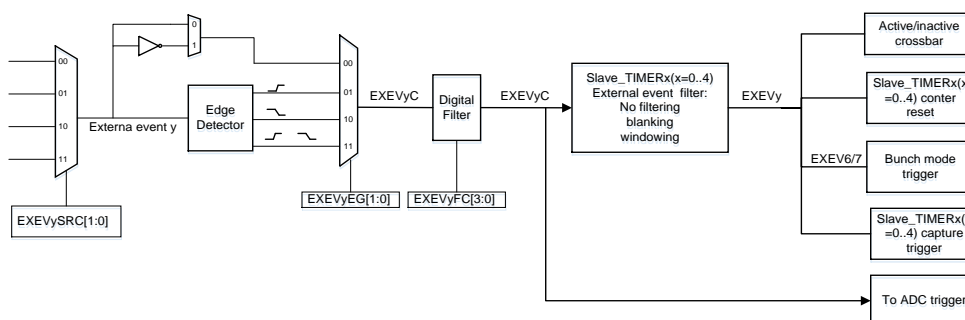 00
01
10
11
EXEVySRC[1:0]
Externa event y
0
1
Edge
Detector
00
01
10
11
EXEVyEG[1:0]
EXEVyC
Digital
Filter
EXEVyFC[3:0]
EXEVyC
Slave_TIMERx(x=0..4)
External event filter:
No filtering
blanking
windowing
EXEVy
Active/inactive
crossbar
Slave_TIMERx(x
=0..4) conter
reset
EXEV6/7
Bunch mode
trigger
Slave_TIMERx(
=0..4) capture
trigger
To ADC trigger